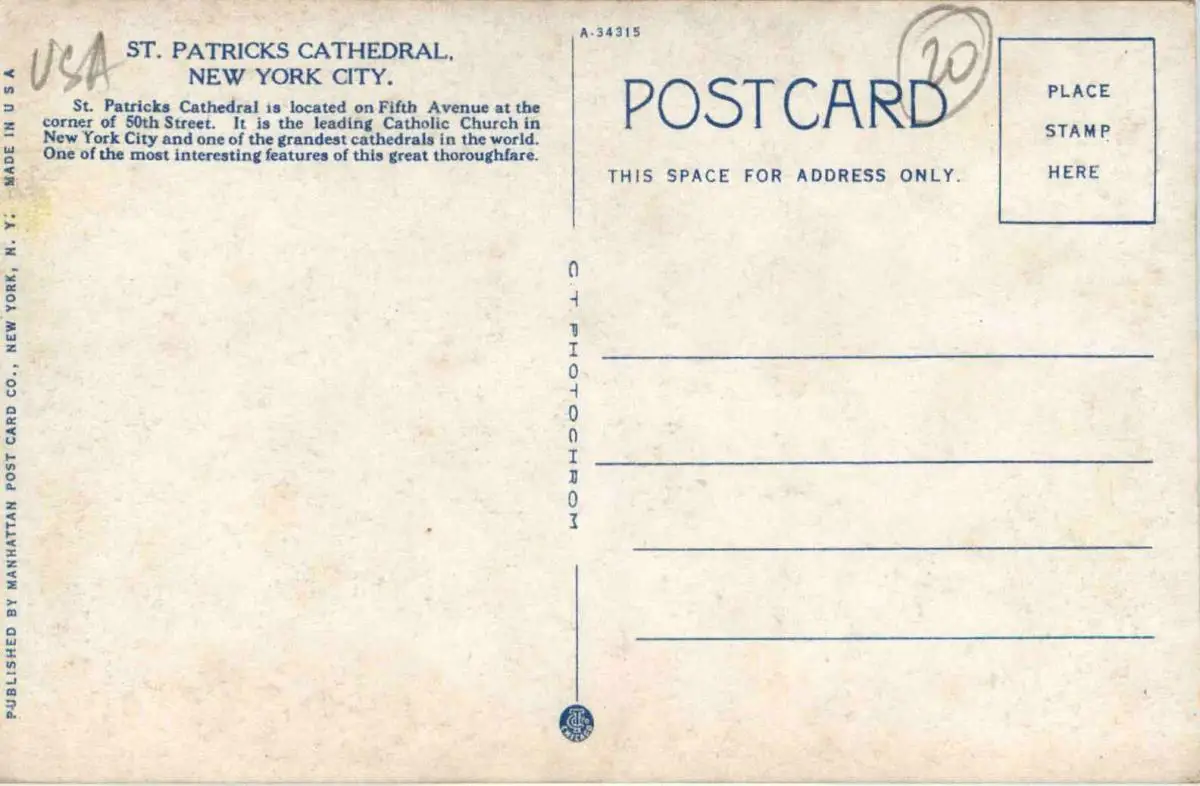 USA
ST. PATRICKS CATHEDRAL,
NEW YORK CITY.
St. Patricks Cathedral is located on Fifth Avenue at the
corner of 50th Street. It is the leading Catholic Church in
New York City and one of the grandest cathedrals in the world.
One of the most interesting features of this great thoroughfare.
PUBLISHED BY MANHATTAN POST CARD CO., NEW YORK, N. Y. MADE IN U S A
C T PHOTOCHROM
CHICAGO
A-34315
20
POST CARD
THIS SPACE FOR ADDRESS ONLY.
PLACE
STAMP
HERE